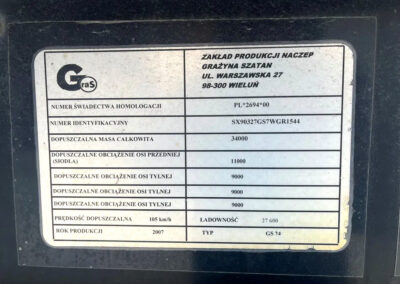 GraS
ZAKŁAD PRODUKCJI NACZEP
GRAŻYNA SZATAN
UL. WARSZAWSKA 27
98-300 WIELUŃ
NUMER ŚWIADECTWA HOMOLOGACJI PL*2694*00
NUMER IDENTYFIKACYJNY SX90327GS7WGR1544
DOPUSZCZALNA MASA CAŁKOWITA 34000
DOPUSZCZALNE OBCIĄŻENIE OSI PRZEDNIEJ
(SIODŁA) 11000
DOPUSZCZALNE OBCIĄŻENIE OSI TYLNEJ 9000
DOPUSZCZALNE OBCIĄŻENIE OSI TYLNEJ 9000
DOPUSZCZALNE OBCIĄŻENIE OSI TYLNEJ 9000
PRĘDKOŚĆ DOPUSZCZALNA 105 km/h ŁADOWNOŚĆ 27 600
ROK PRODUKCJI 2007 TYP GS 74